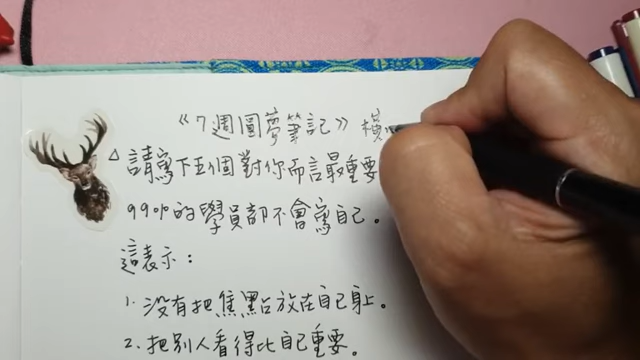 《7週圓夢筆記》
請寫下五個對你而言最重要
99%的學員都不會寫自己。
這表示：
1. 沒有把焦點放在自己身上。
2. 把別人看得比自己重要。